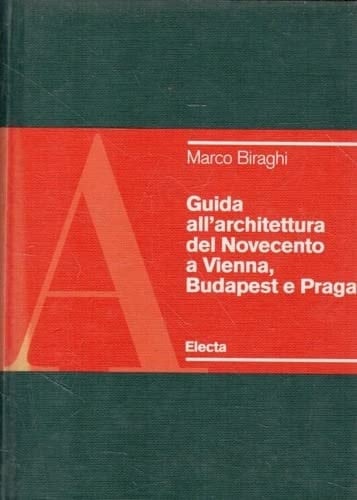 A
Marco Biraghi
Guida
all'architettura
del Novecento
a Vienna,
Budapest e Praga
Electa